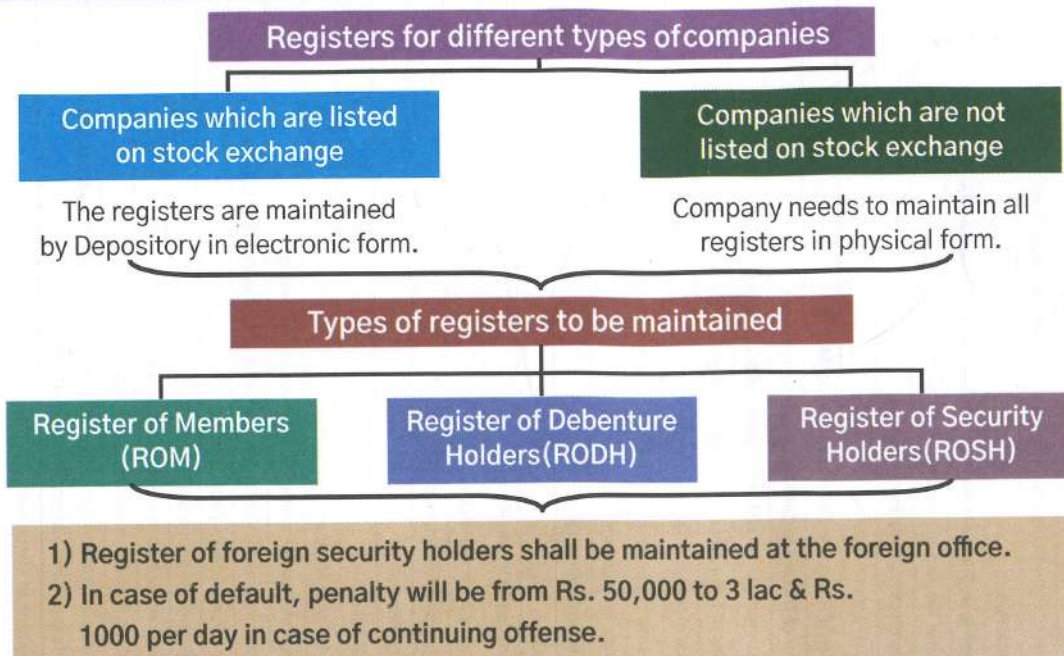 Registers for different types of companies
Companies which are listed
on stock exchange
Companies which are not
listed on stock exchange
The registers are maintained
by Depository in electronic form.
Company needs to maintain all
registers in physical form.
Types of registers to be maintained
Register of Members
(ROM)
Register of Debenture
Holders(RODH)
Register of Security
Holders(ROSH)
1) Register of foreign security holders shall be maintained at the foreign office.
2) In case of default, penalty will be from Rs. 50,000 to 3 lac & Rs.
1000 per day in case of continuing offense.